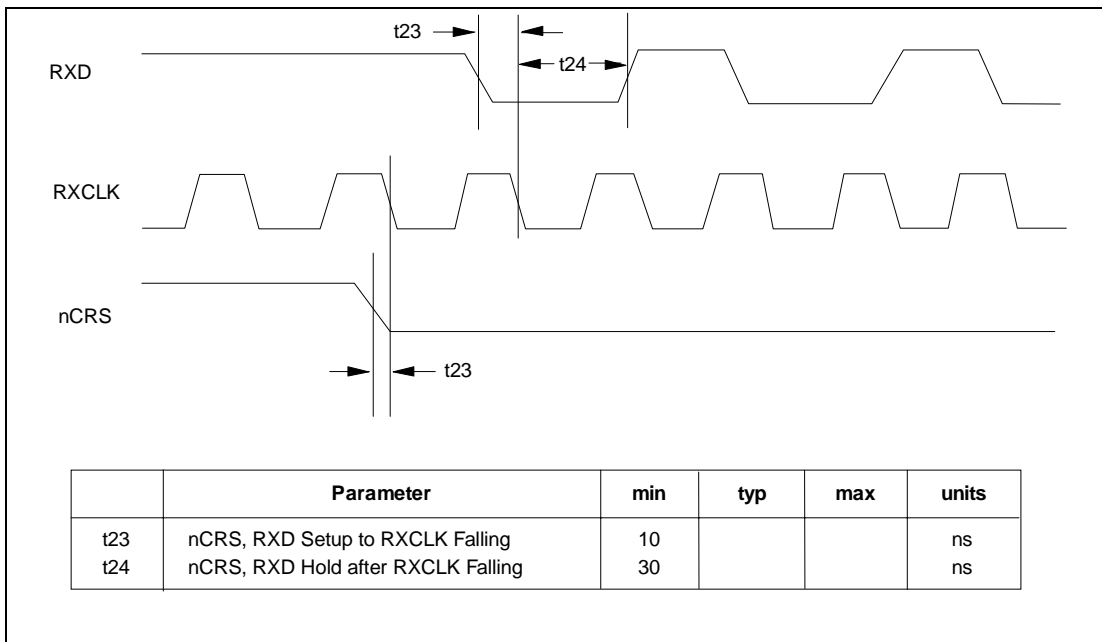 t23
t24
RXD
RXCLK
nCRS
t23
Parameter min typ max units
t23 nCRS, RXD Setup to RXCLK Falling 10 ns
t24 nCRS, RXD Hold after RXCLK Falling 30 ns